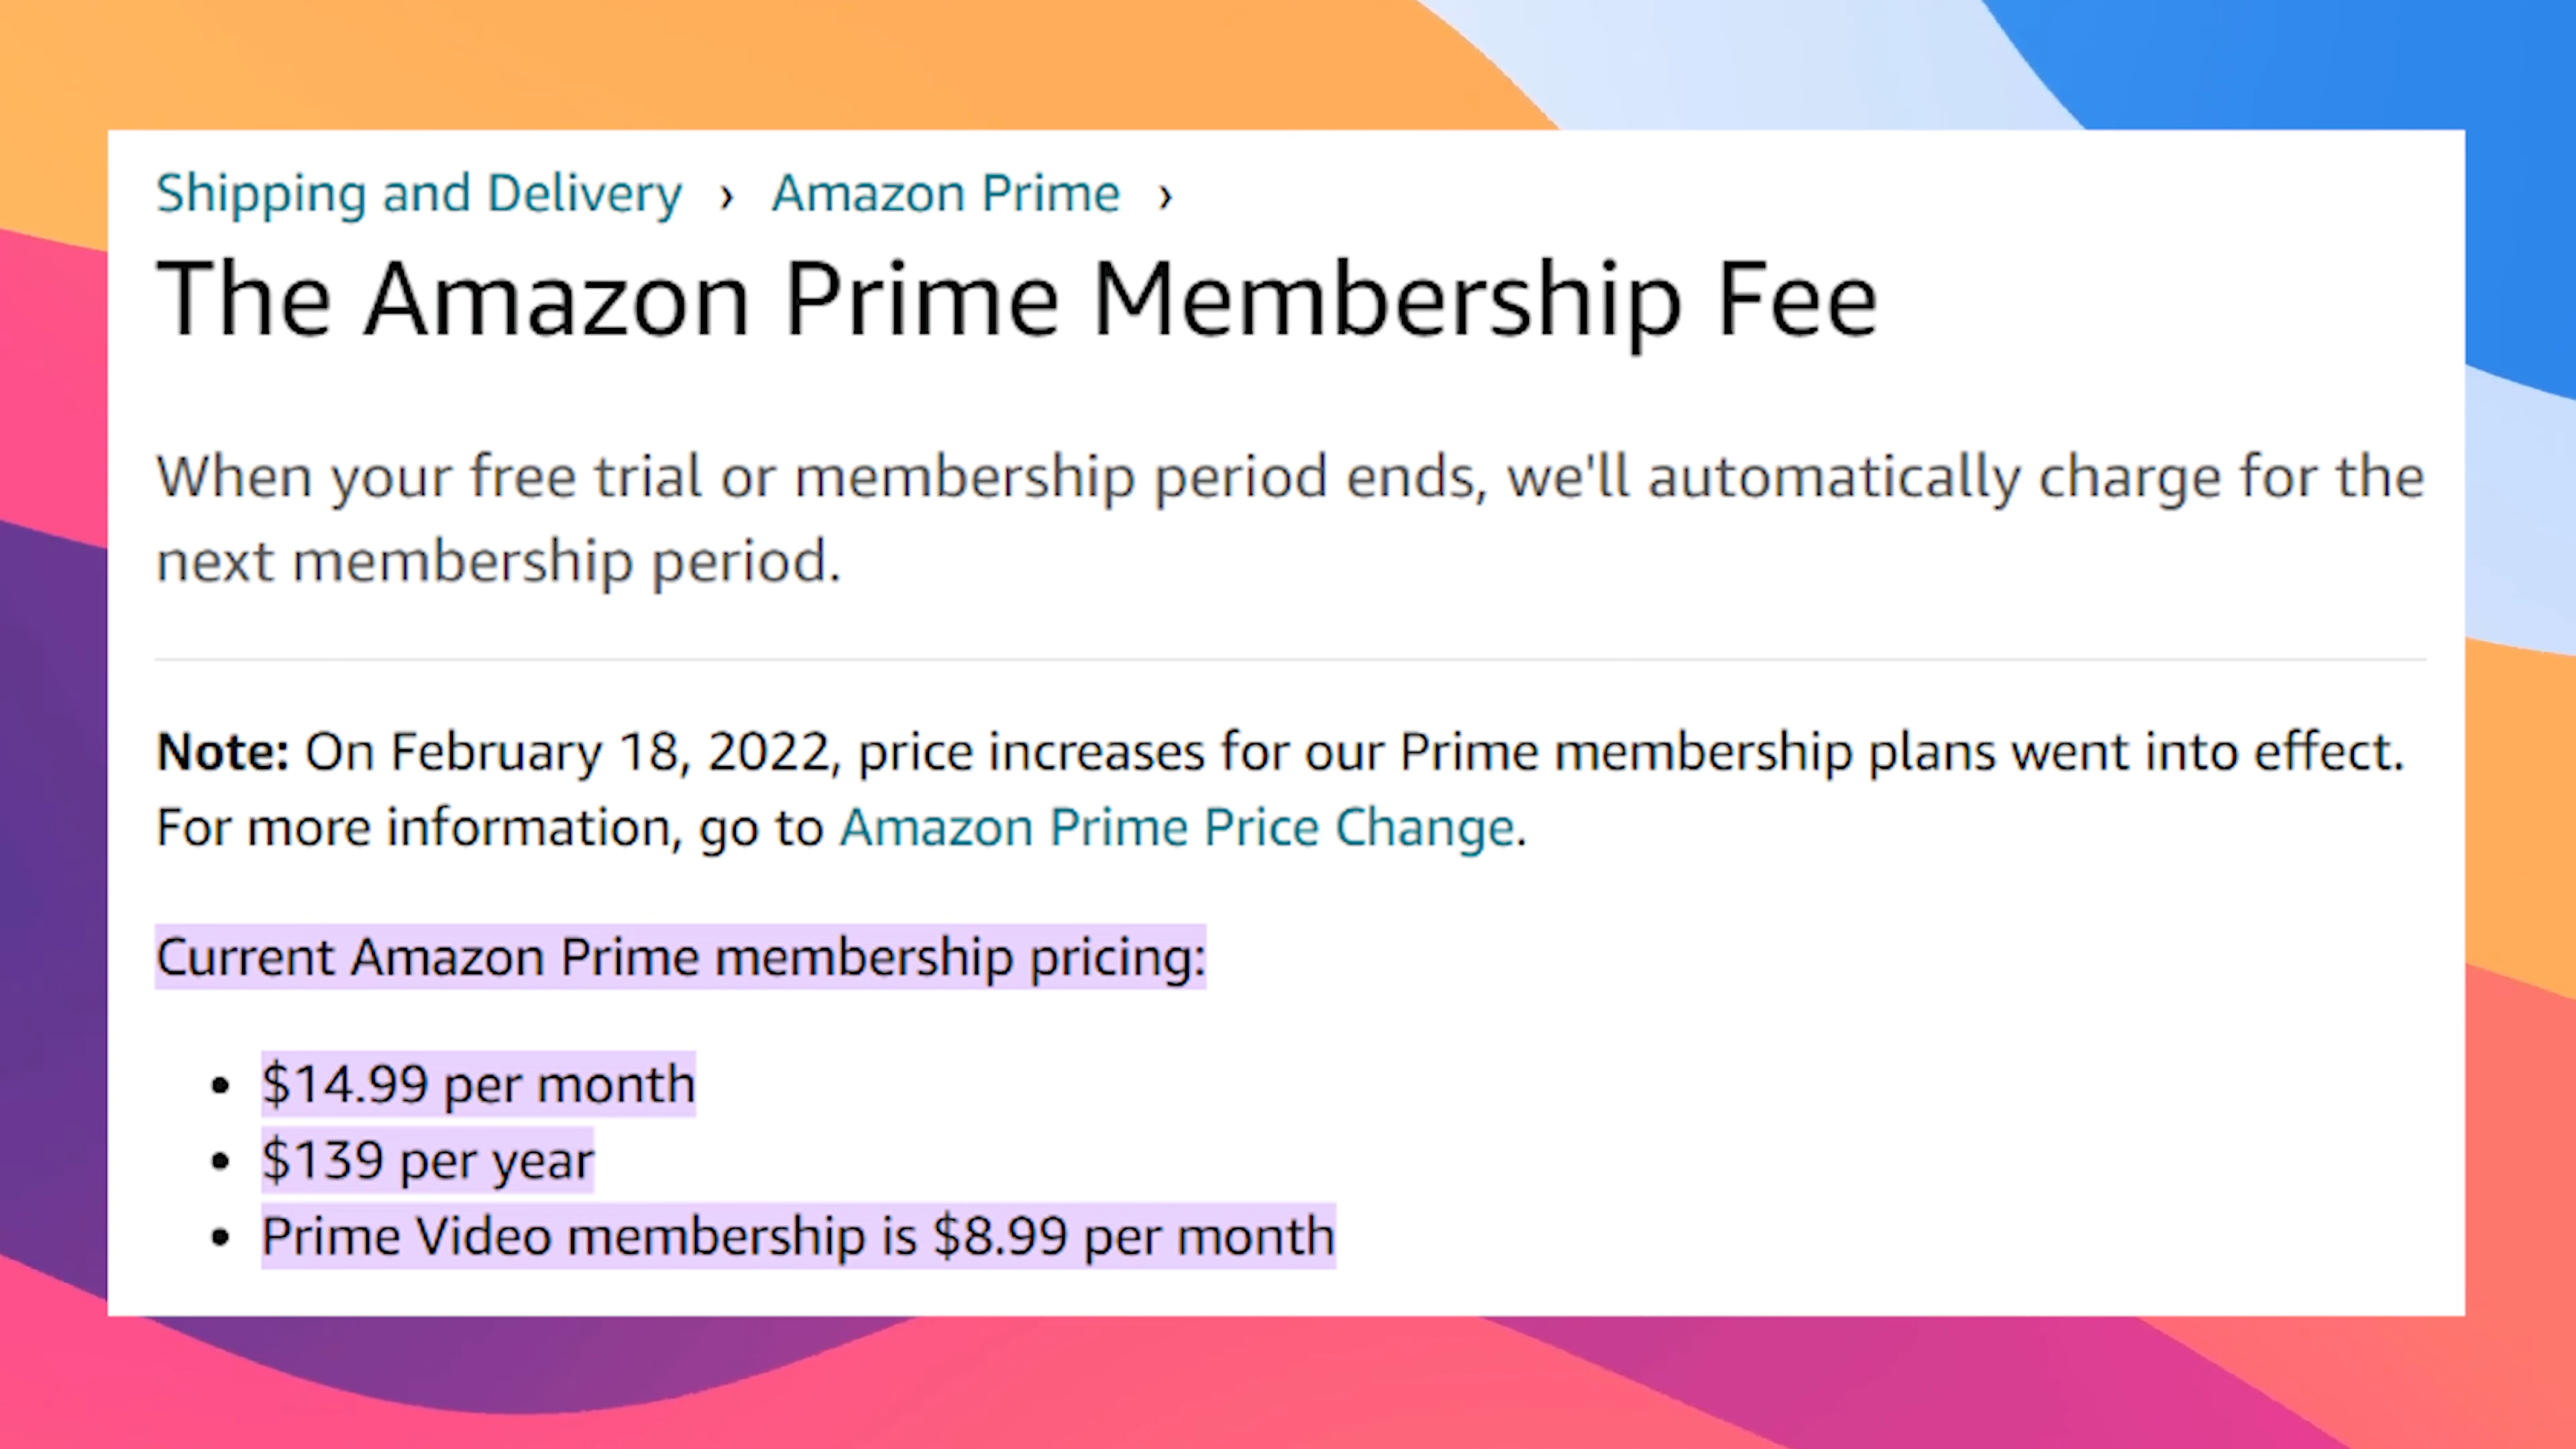 Shipping and Delivery › Amazon Prime ›
The Amazon Prime Membership Fee
When your free trial or membership period ends, we'll automatically charge for the
next membership period.
Note: On February 18, 2022, price increases for our Prime membership plans went into effect.
For more information, go to Amazon Prime Price Change.
Current Amazon Prime membership pricing:
• $14.99 per month
• $139 per year
• Prime Video membership is $8.99 per month